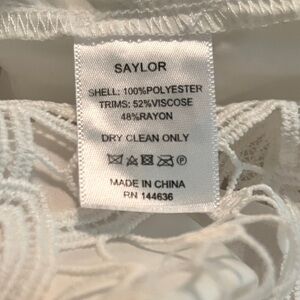 SAYLOR
SHELL: 100%POLYESTER
TRIMS: 52%VISCOSE
48%RAYON
DRY CLEAN ONLY
MADE IN CHINA
RN 144636